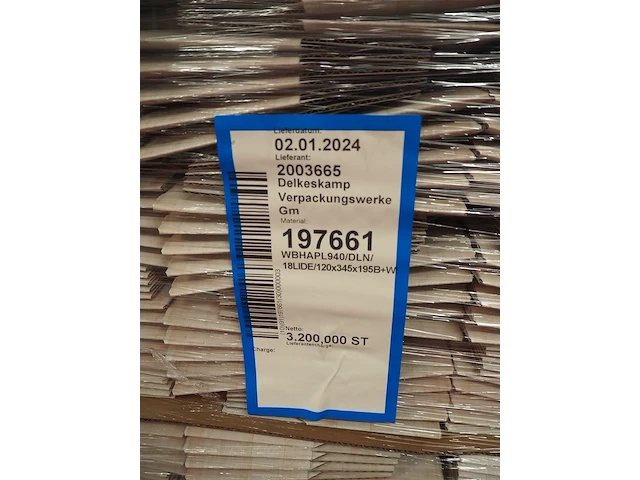 Lieferdatum:
02.01.2024
Lieferant:
2003665
Delkeskamp
Verpackungswerke
Gm
Material:
197661
WBHAPL940/DLN/
18LIDE/120x345x195B+W
Netto:
3.200,000 ST
Charge: